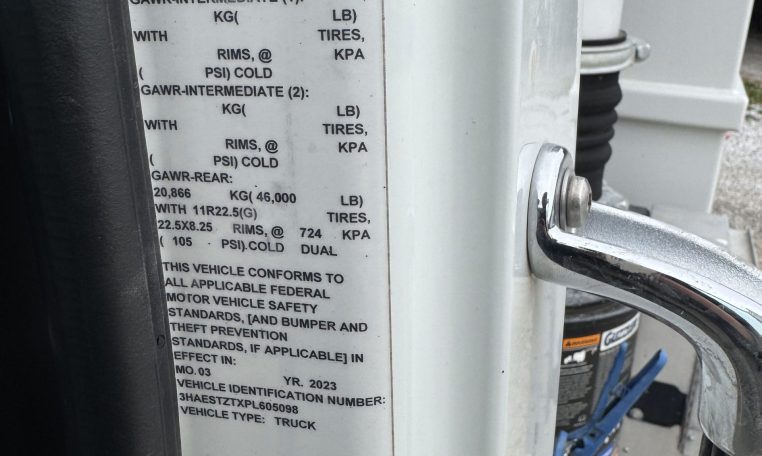 GAWR-INTERMEDIATE (1):
KG( LB)
WITH TIRES,
RIMS, @ KPA
( PSI) COLD
GAWR-INTERMEDIATE (2):
KG( LB)
WITH TIRES,
RIMS, @ KPA
( PSI) COLD
GAWR-REAR:
20,866 KG( 46,000 LB)
WITH 11R22.5(G) TIRES,
22.5X8.25 RIMS, @ 724 KPA
( 105 PSI).COLD DUAL
THIS VEHICLE CONFORMS TO
ALL APPLICABLE FEDERAL
MOTOR VEHICLE SAFETY
STANDARDS, [AND BUMPER AND
THEFT PREVENTION
STANDARDS, IF APPLICABLE] IN
EFFECT IN:
MO. 03 YR. 2023
VEHICLE IDENTIFICATION NUMBER:
3HAESTZTXPL605098
VEHICLE TYPE: TRUCK
WARNING